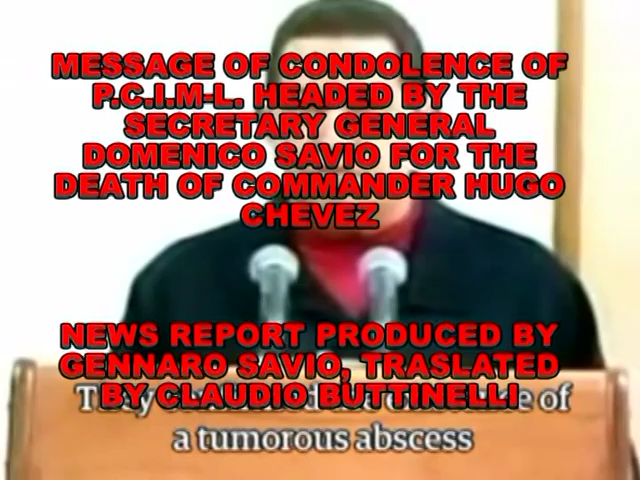 MESSAGE OF CONDOLENCE OF
P.C.I.M-L. HEADED BY THE
SECRETARY GENERAL
DOMENICO SAVIO FOR THE
DEATH OF COMMANDER HUGO
CHEVEZ
NEWS REPORT PRODUCED BY
GENNARO SAVIO, TRASLATED
BY CLAUDIO BUTTINELLI
of
a tumorous abscess